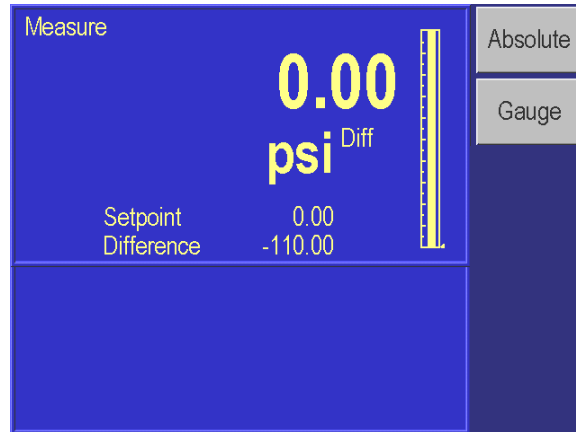 Measure
0.00
psi Diff
Setpoint 0.00
Difference -110.00
Absolute
Gauge